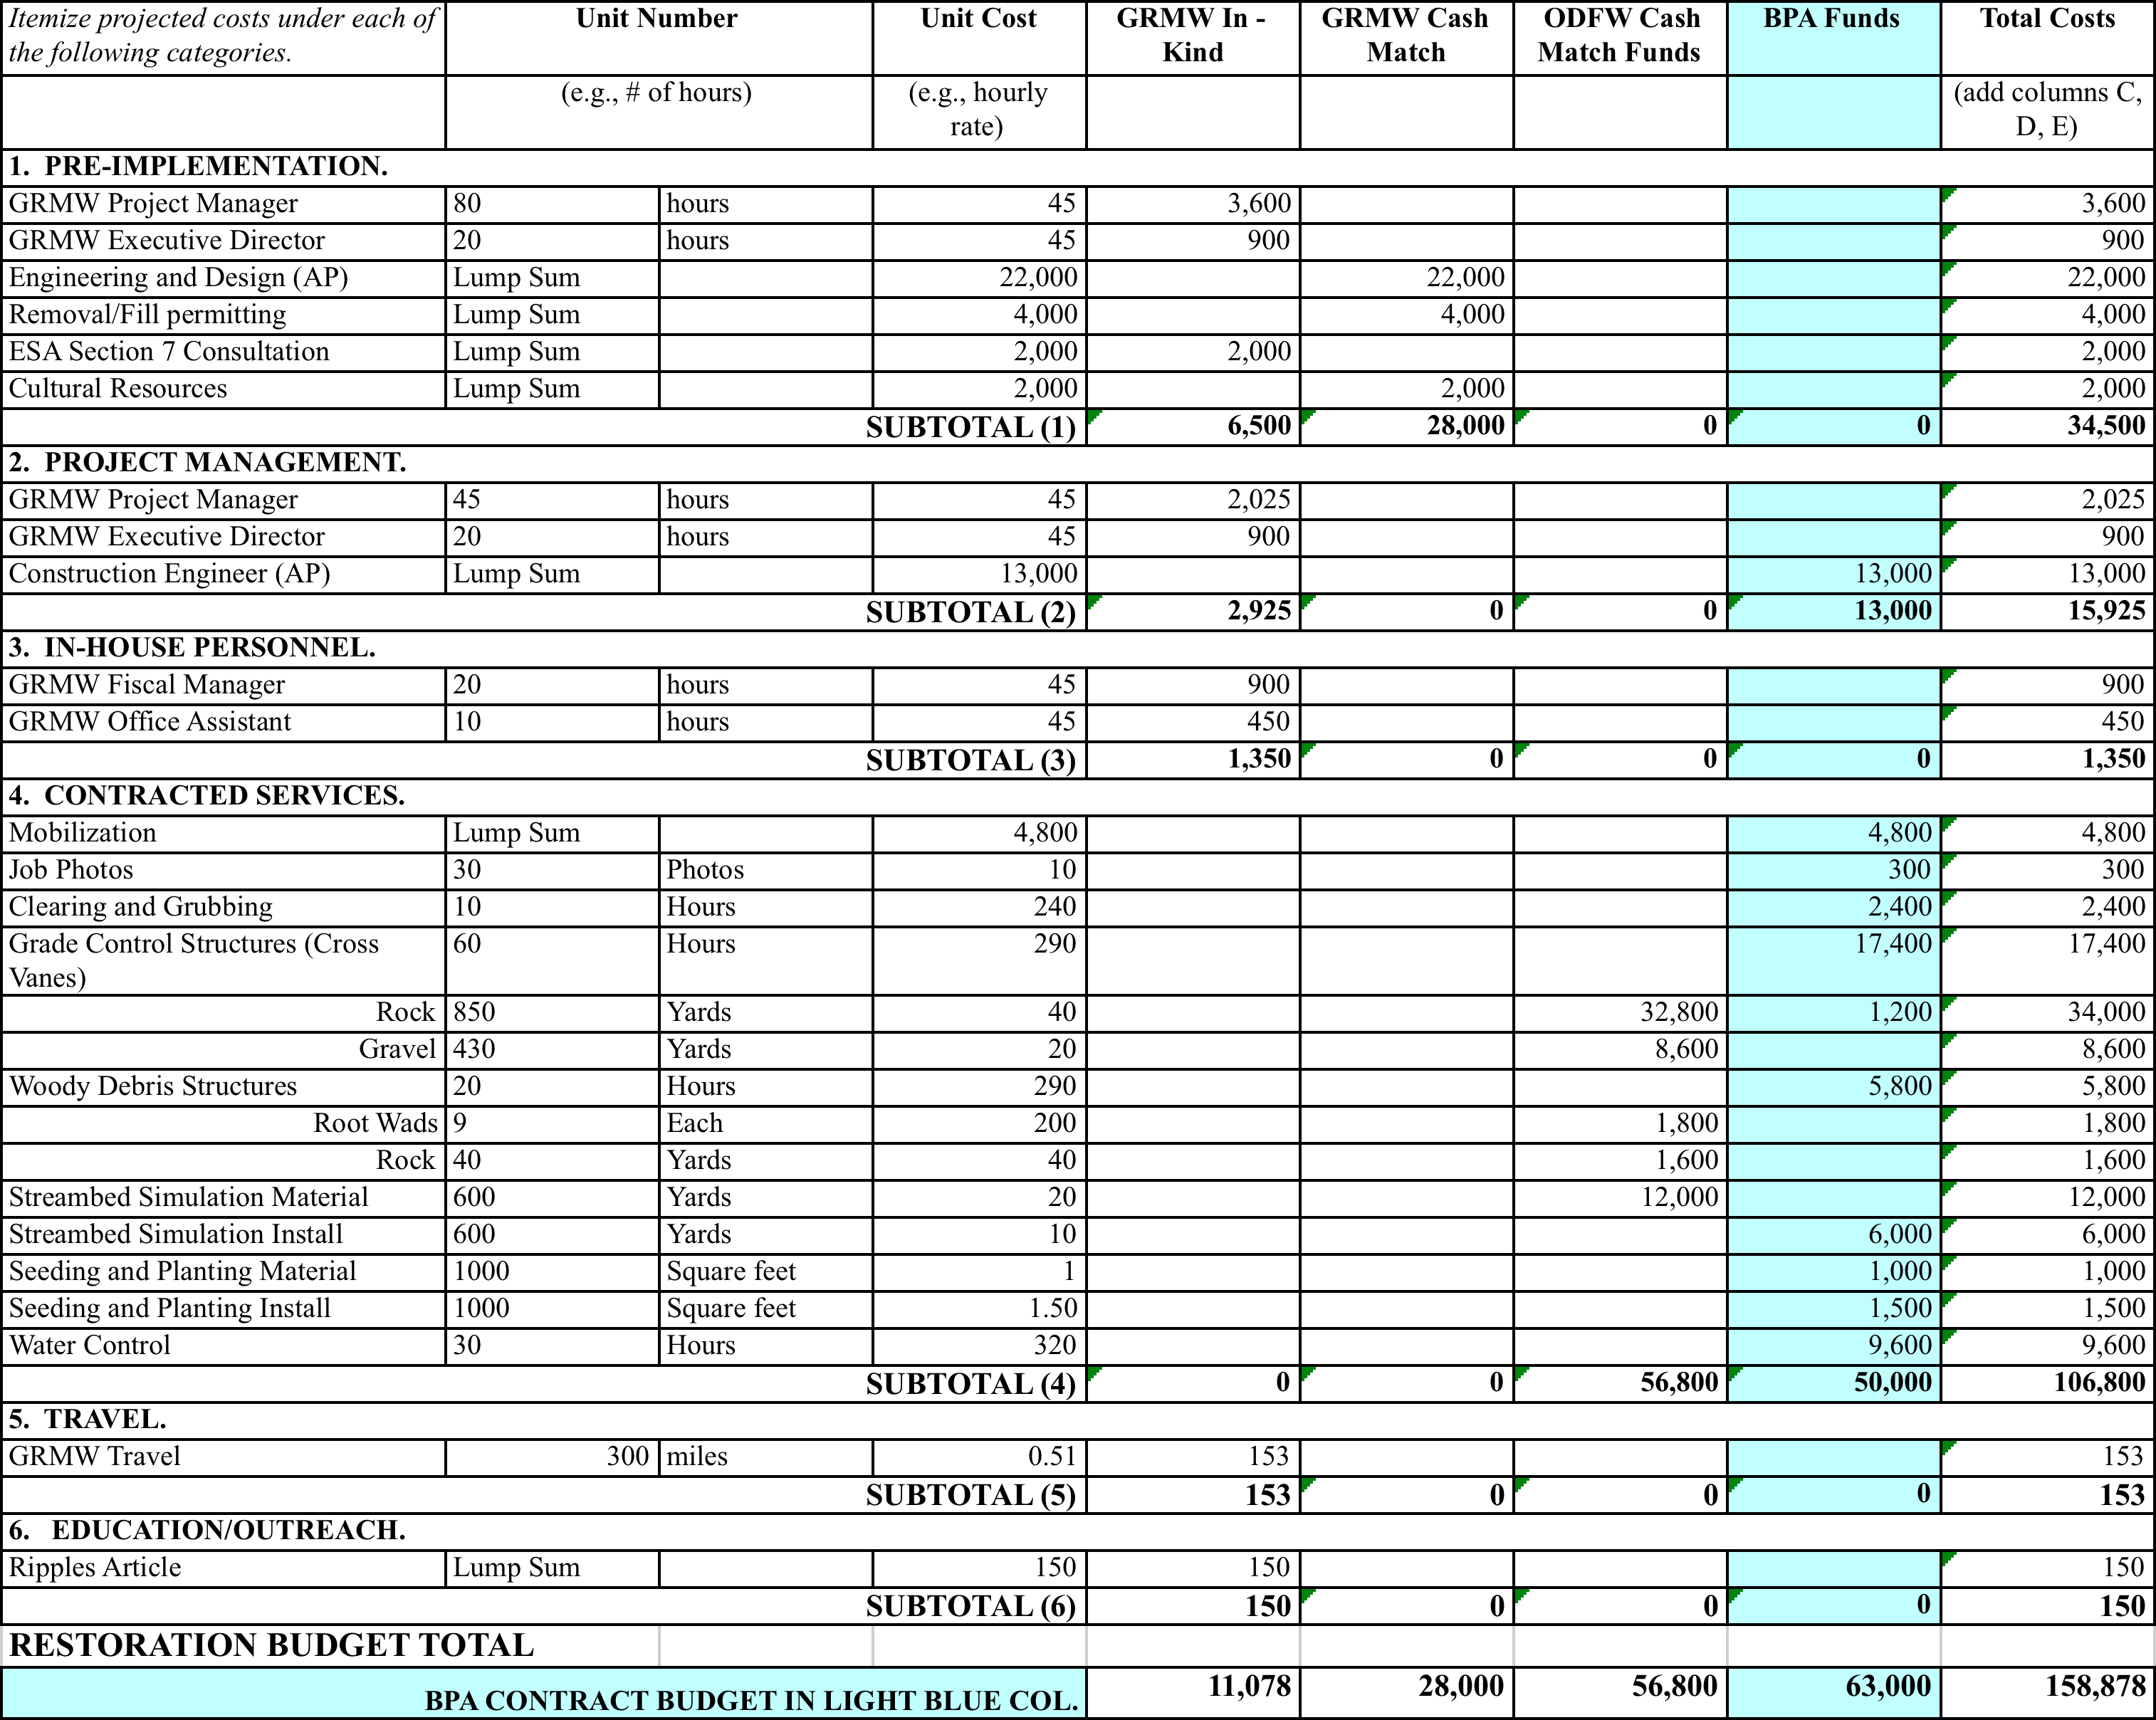 Itemize projected costs under each of the following categories. Unit Number Unit Cost GRMW In - Kind GRMW Cash Match ODFW Cash Match Funds BPA Funds Total Costs
(e.g., # of hours) (e.g., hourly rate) (add columns C, D, E)
1. PRE-IMPLEMENTATION.
GRMW Project Manager 80 hours 45 3,600 3,600
GRMW Executive Director 20 hours 45 900 900
Engineering and Design (AP) Lump Sum 22,000 22,000 22,000
Removal/Fill permitting Lump Sum 4,000 4,000 4,000
ESA Section 7 Consultation Lump Sum 2,000 2,000 2,000
Cultural Resources Lump Sum 2,000 2,000 2,000
SUBTOTAL (1) 6,500 28,000 0 0 34,500
2. PROJECT MANAGEMENT.
GRMW Project Manager 45 hours 45 2,025 2,025
GRMW Executive Director 20 hours 45 900 900
Construction Engineer (AP) Lump Sum 13,000 13,000 13,000
SUBTOTAL (2) 2,925 0 0 13,000 15,925
3. IN-HOUSE PERSONNEL.
GRMW Fiscal Manager 20 hours 45 900 900
GRMW Office Assistant 10 hours 45 450 450
SUBTOTAL (3) 1,350 0 0 0 1,350
4. CONTRACTED SERVICES.
Mobilization Lump Sum 4,800 4,800 4,800
Job Photos 30 Photos 10 300 300
Clearing and Grubbing 10 Hours 240 2,400 2,400
Grade Control Structures (Cross Vanes) 60 Hours 290 17,400 17,400
Rock 850 Yards 40 32,800 1,200 34,000
Gravel 430 Yards 20 8,600 8,600
Woody Debris Structures 20 Hours 290 5,800 5,800
Root Wads 9 Each 200 1,800 1,800
Rock 40 Yards 40 1,600 1,600
Streambed Simulation Material 600 Yards 20 12,000 12,000
Streambed Simulation Install 600 Yards 10 6,000 6,000
Seeding and Planting Material 1000 Square feet 1 1,000 1,000
Seeding and Planting Install 1000 Square feet 1.50 1,500 1,500
Water Control 30 Hours 320 9,600 9,600
SUBTOTAL (4) 0 0 56,800 50,000 106,800
5. TRAVEL.
GRMW Travel 300 miles 0.51 153 153
SUBTOTAL (5) 153 0 0 0 153
6. EDUCATION/OUTREACH.
Ripples Article Lump Sum 150 150 150
SUBTOTAL (6) 150 0 0 0 150
RESTORATION BUDGET TOTAL
BPA CONTRACT BUDGET IN LIGHT BLUE COL. 11,078 28,000 56,800 63,000 158,878